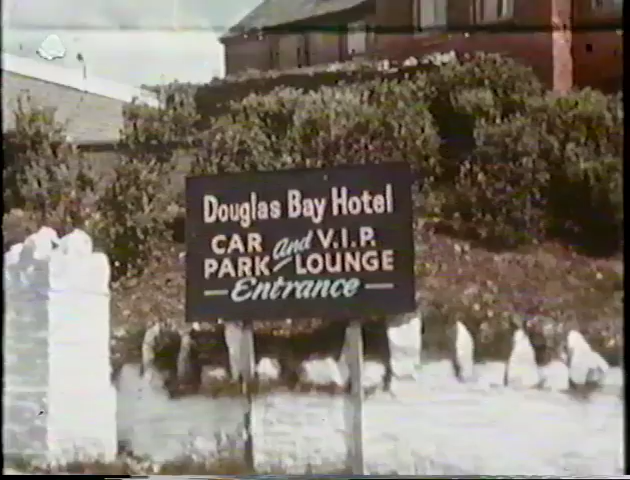 Douglas Bay Hotel
CAR and V.I.P.
PARK LOUNGE
— Entrance —